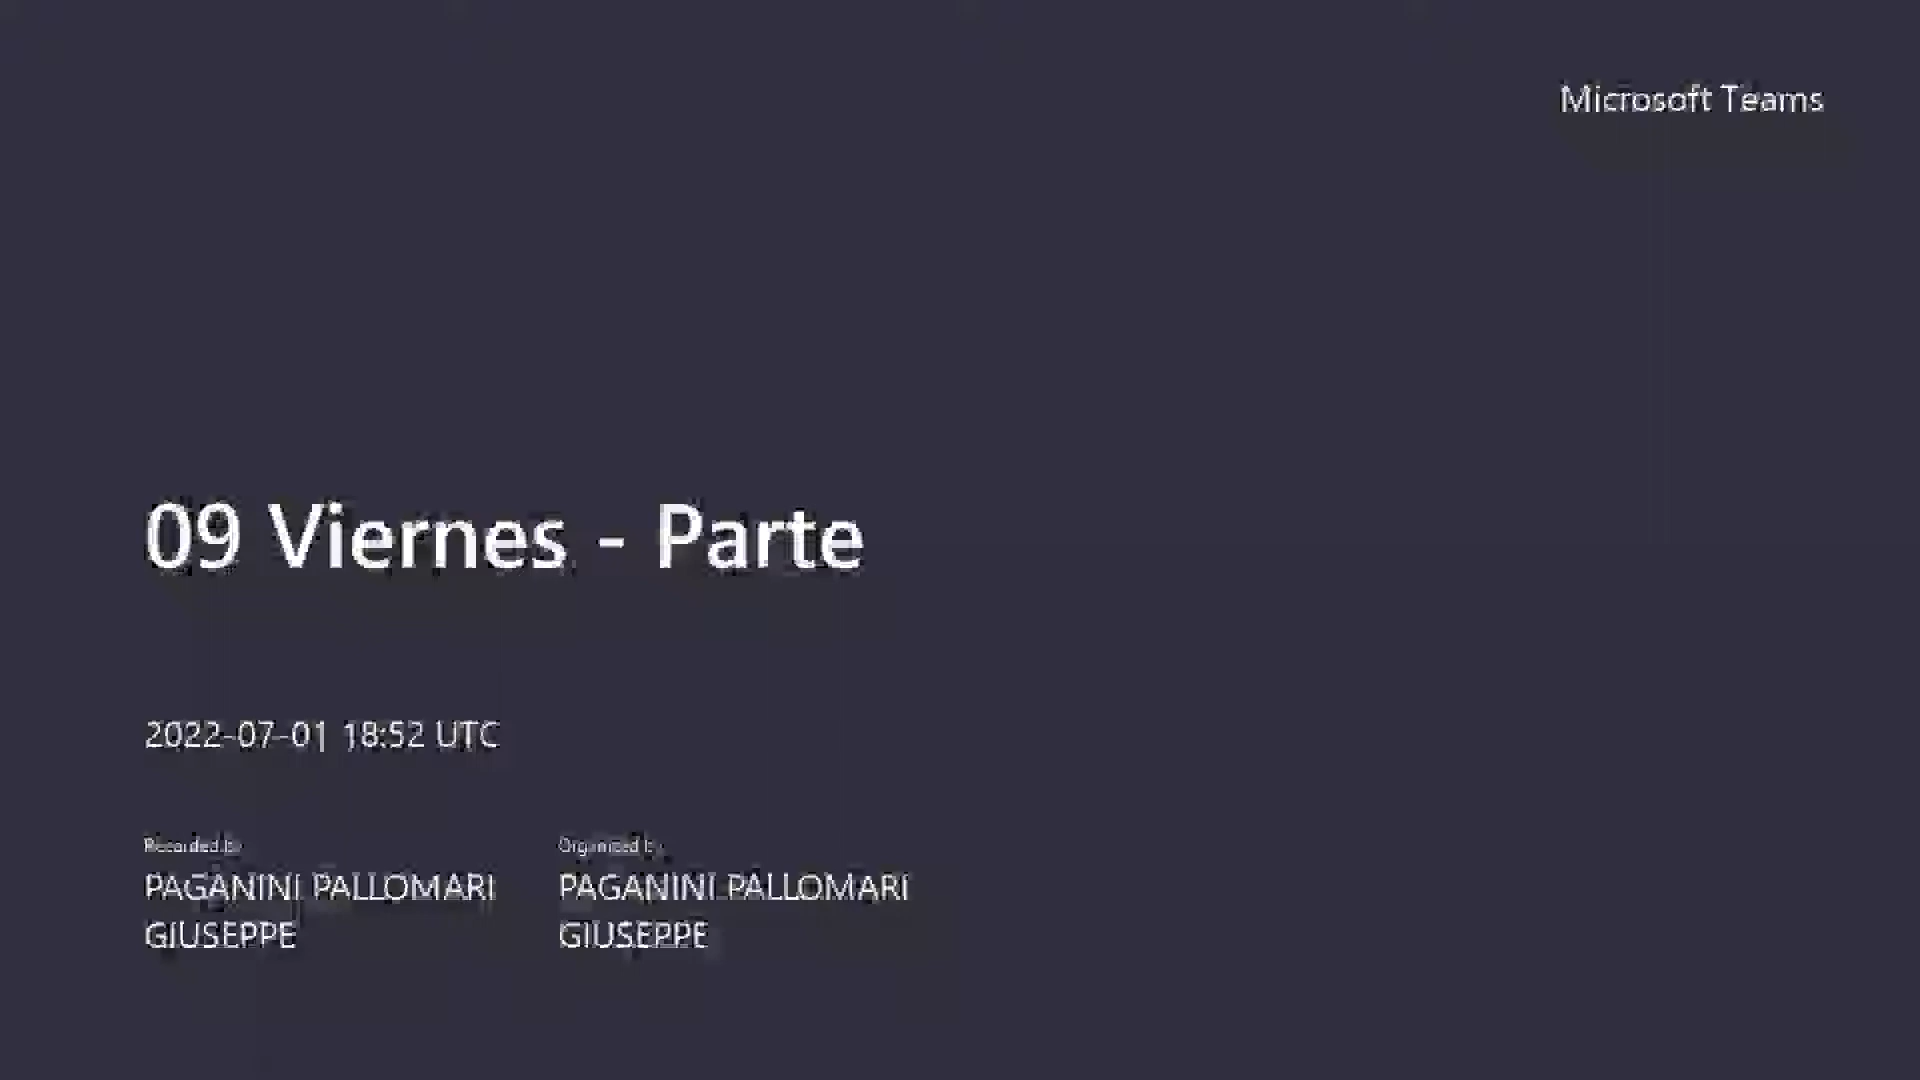 Microsoft Teams
09 Viernes - Parte
2022-07-01 18:52 UTC
Recorded by
Organized by
PAGANINI PALLOMARI
PAGANINI PALLOMARI
GIUSEPPE
GIUSEPPE